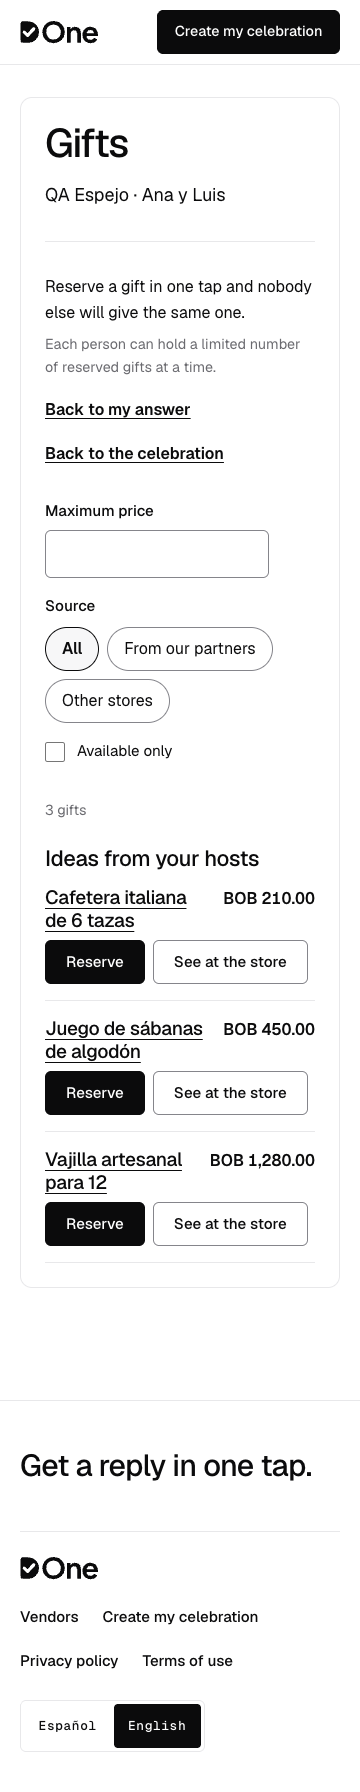 One
Create my celebration
Gifts
QA Espejo · Ana y Luis
Reserve a gift in one tap and nobody
else will give the same one.
Each person can hold a limited number
of reserved gifts at a time.
Back to my answer
Back to the celebration
Maximum price
Source
All
From our partners
Other stores
Available only
3 gifts
Ideas from your hosts
Cafetera italiana
de 6 tazas
BOB 210.00
Reserve
See at the store
Juego de sábanas
de algodón
BOB 450.00
Reserve
See at the store
Vajilla artesanal
para 12
BOB 1,280.00
Reserve
See at the store
Get a reply in one tap.
One
Vendors
Create my celebration
Privacy policy
Terms of use
Español
English